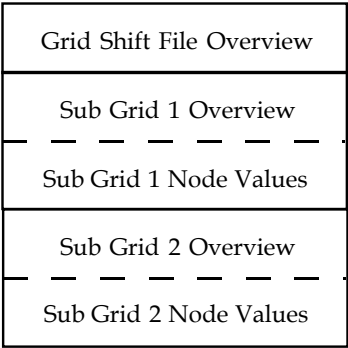 Grid Shift File Overview
Sub Grid 1 Overview
Sub Grid 1 Node Values
Sub Grid 2 Overview
Sub Grid 2 Node Values